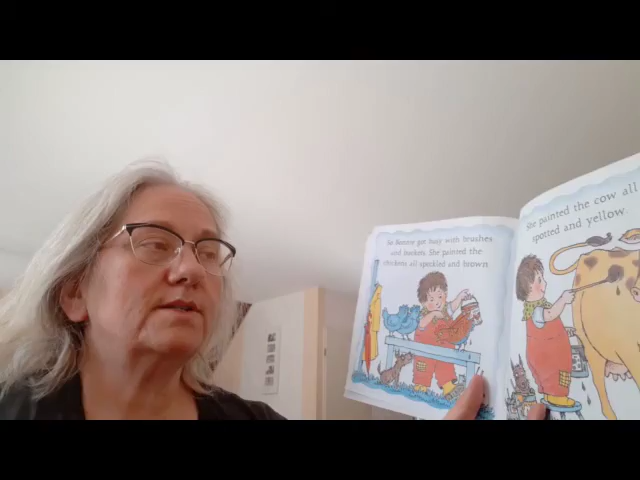 So Bonnie got busy with brushes
and buckets. She painted the
chickens all speckled and brown
She painted the cow all
spotted and yellow.